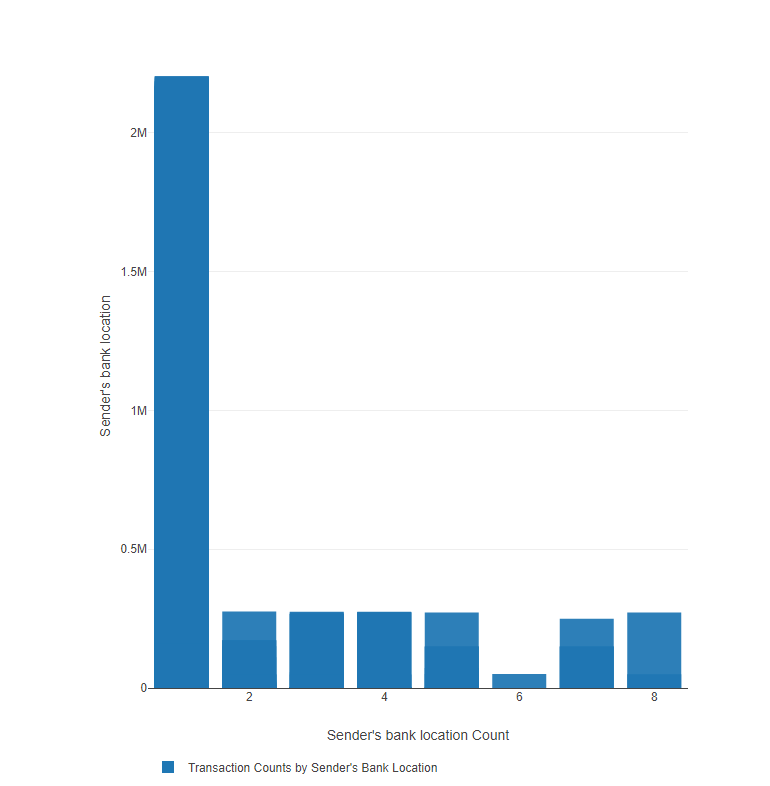 2M
1.5M
1M
0.5M
0
Sender's bank location
2 4 6 8
Sender's bank location Count
Transaction Counts by Sender's Bank Location